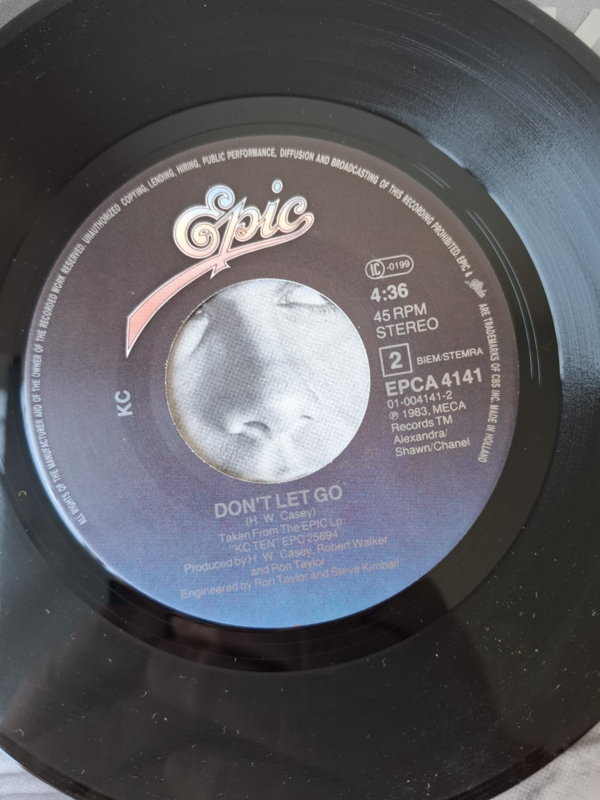 ALL RIGHTS OF THE MANUFACTURER AND OF THE OWNER OF THE RECORDED WORK RESERVED. UNAUTHORIZED COPYING, LENDING, HIRING, PUBLIC PERFORMANCE, DIFFUSION AND BROADCASTING OF THIS RECORDING PROHIBITED. EPIC & ARE TRADEMARKS OF CBS INC. MADE IN HOLLAND
Epic
KC
IC -0199
4:36
45 RPM
STEREO
2 BIEM/STEMRA
EPCA 4141
01-004141-2
℗ 1983, MECA
Records TM
Alexandra/
Shawn/Chanel
DON'T LET GO
(H. W. Casey)
Taken From The EPIC Lp
"KC TEN" EPC 25694
Produced by H. W. Casey, Robert Walker
and Ron Taylor
Engineered by Ron Taylor and Steve Kimball